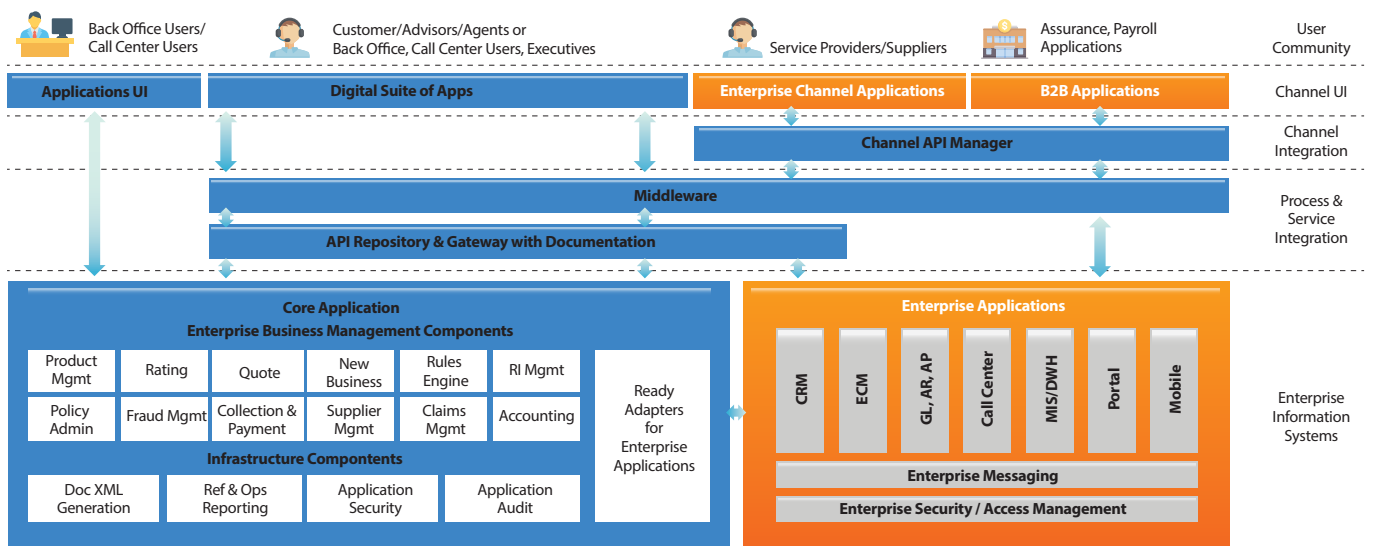 Back Office Users/
Call Center Users
Customer/Advisors/Agents or
Back Office, Call Center Users, Executives
Service Providers/Suppliers
Assurance, Payroll
Applications
User
Community
Applications UI
Digital Suite of Apps
Enterprise Channel Applications
B2B Applications
Channel UI
Channel API Manager
Channel
Integration
Middleware
API Repository & Gateway with Documentation
Process &
Service
Integration
Core Application
Enterprise Business Management Components
Product
Mgmt
Rating
Quote
New
Business
Rules
Engine
RI Mgmt
Policy
Admin
Fraud Mgmt
Collection &
Payment
Supplier
Mgmt
Claims
Mgmt
Accounting
Infrastructure Compontents
Doc XML
Generation
Ref & Ops
Reporting
Application
Security
Application
Audit
Ready
Adapters
for
Enterprise
Applications
Enterprise Applications
CRM
ECM
GL, AR, AP
Call Center
MIS/DWH
Portal
Mobile
Enterprise Messaging
Enterprise Security / Access Management
Enterprise
Information
Systems